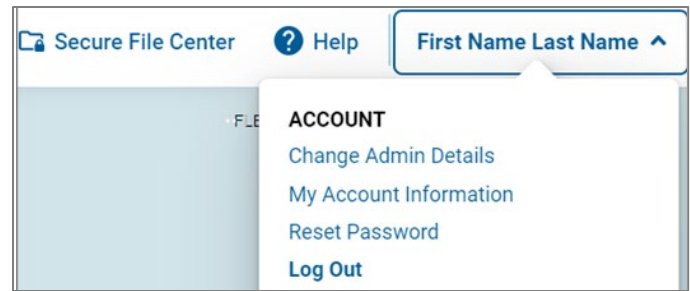 Secure File Center ? Help First Name Last Name
FLE
ACCOUNT
Change Admin Details
My Account Information
Reset Password
Log Out